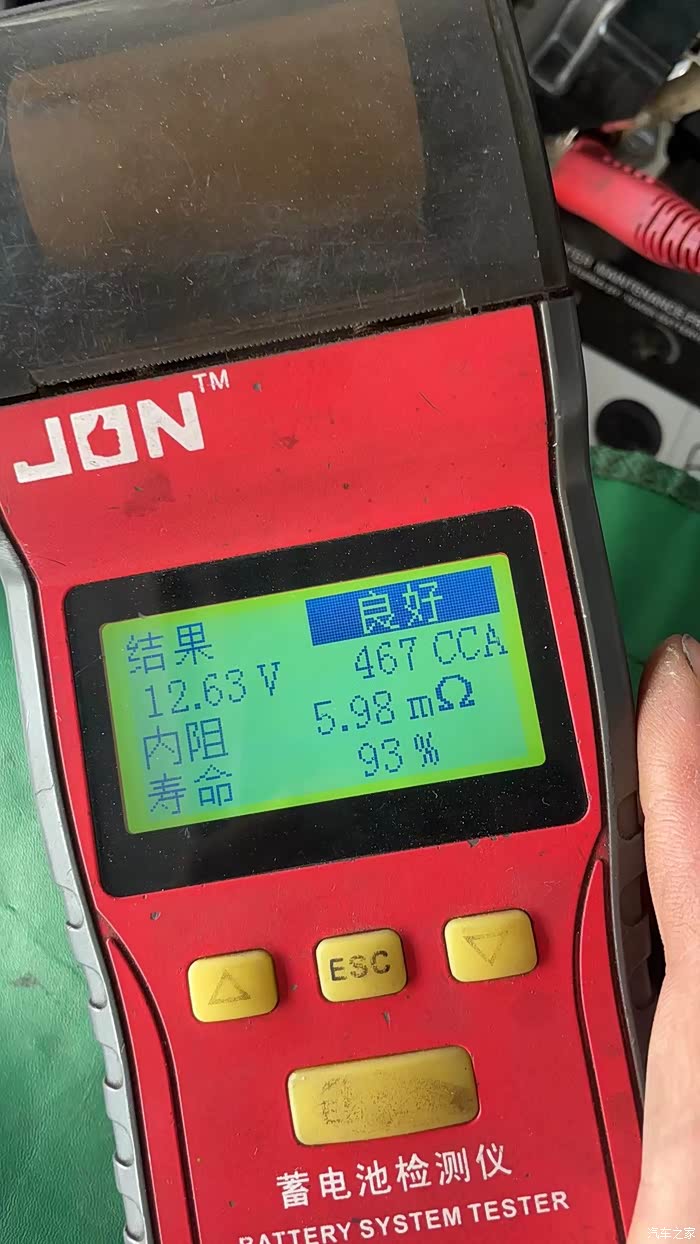 JON™
结果 良好
12.63 V 467 CCA
内阻 5.98 mΩ
寿命 93 %
ESC
蓄电池检测仪
BATTERY SYSTEM TESTER
汽车之家